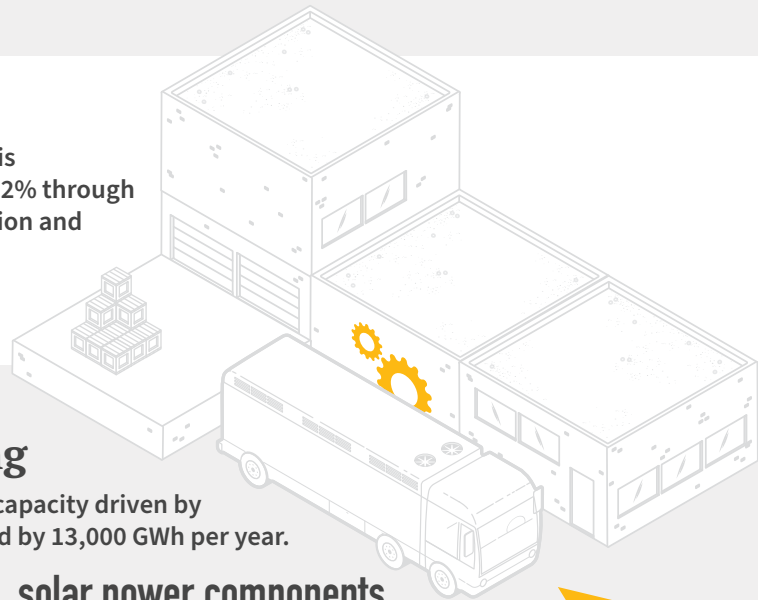 is
2% through
ion and
g
capacity driven by
d by 13,000 GWh per year.
solar power components